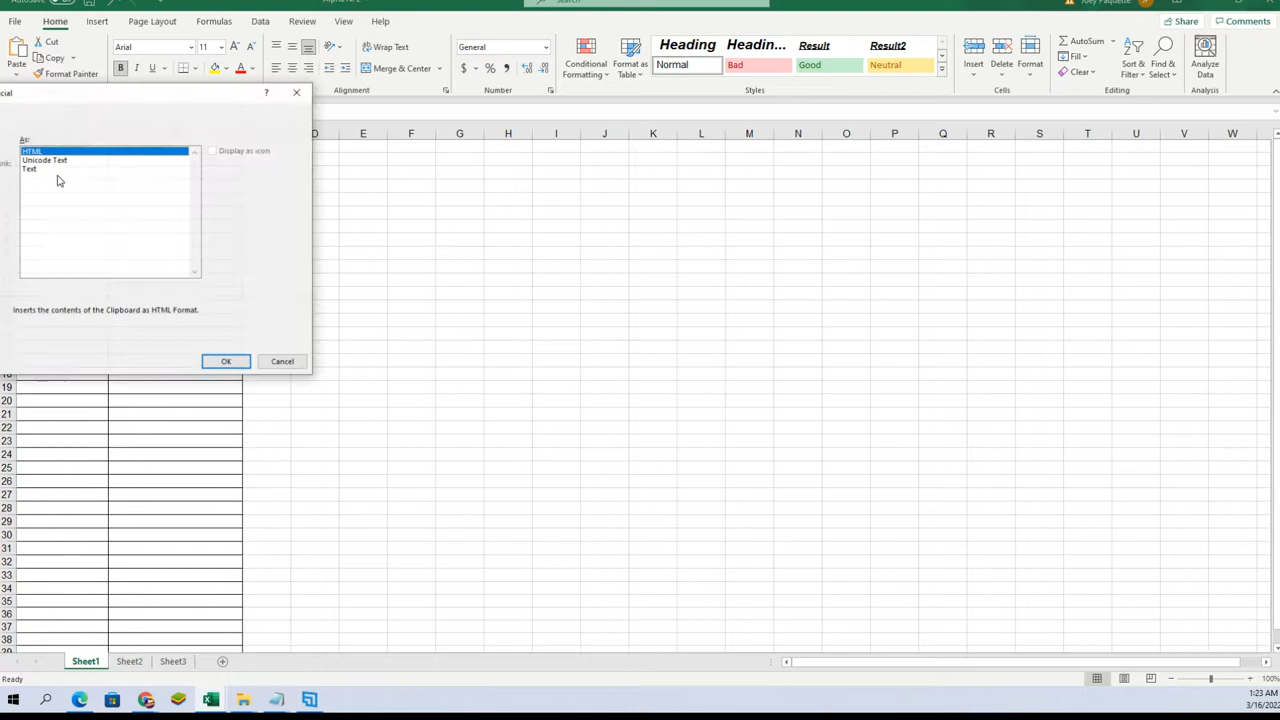 Search
Joey Paquette
File Home Insert Page Layout Formulas Data Review View Help Share Comments
Paste Cut Copy Format Painter
Arial 11
B I U
Wrap Text
Merge & Center
General
$ % ,
Conditional Formatting Format as Table
Heading Headin... Result Result2
Normal Bad Good Neutral
Insert Delete Format
AutoSum Fill Clear
Sort & Filter Find & Select Analyze Data
Alignment Number Styles Cells Analysis
cial ? ×
D E F G H I J K L M N O P Q R S T U V W
As:
HTML
Unicode Text
Text
Display as icon
Inserts the contents of the Clipboard as HTML Format.
OK Cancel
19
20
21
22
23
24
25
26
27
28
29
30
31
32
33
34
35
36
37
38
Sheet1 Sheet2 Sheet3
Ready 100%
1:23 AM
3/16/2022